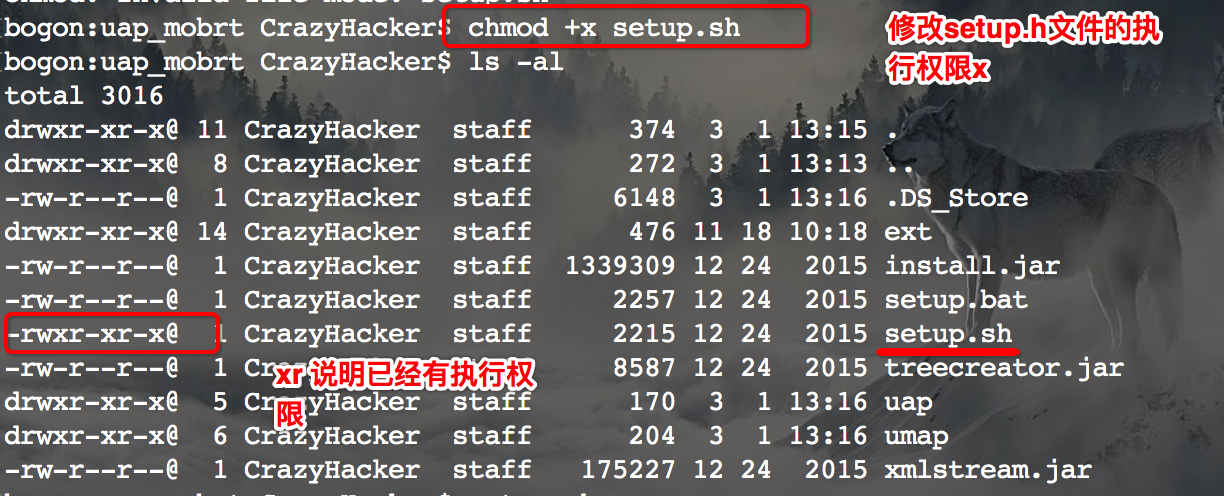 chmod: Invalid file mode: setup.sh
bogon:uap_mobrt CrazyHacker$ chmod +x setup.sh
修改setup.h文件的执
行权限x
bogon:uap_mobrt CrazyHacker$ ls -al
total 3016
drwxr-xr-x@ 11 CrazyHacker staff 374 3 1 13:15 .
drwxr-xr-x@ 8 CrazyHacker staff 272 3 1 13:13 ..
-rw-r--r--@ 1 CrazyHacker staff 6148 3 1 13:16 .DS_Store
drwxr-xr-x@ 14 CrazyHacker staff 476 11 18 10:18 ext
-rw-r--r--@ 1 CrazyHacker staff 1339309 12 24 2015 install.jar
-rw-r--r--@ 1 CrazyHacker staff 2257 12 24 2015 setup.bat
-rwxr-xr-x@ 1 CrazyHacker staff 2215 12 24 2015 setup.sh
-rw-r--r--@ 1 CrazyHacker staff 8587 12 24 2015 treecreator.jar
xr 说明已经有执行权
限
drwxr-xr-x@ 5 CrazyHacker staff 170 3 1 13:16 uap
drwxr-xr-x@ 6 CrazyHacker staff 204 3 1 13:16 umap
-rw-r--r--@ 1 CrazyHacker staff 175227 12 24 2015 xmlstream.jar